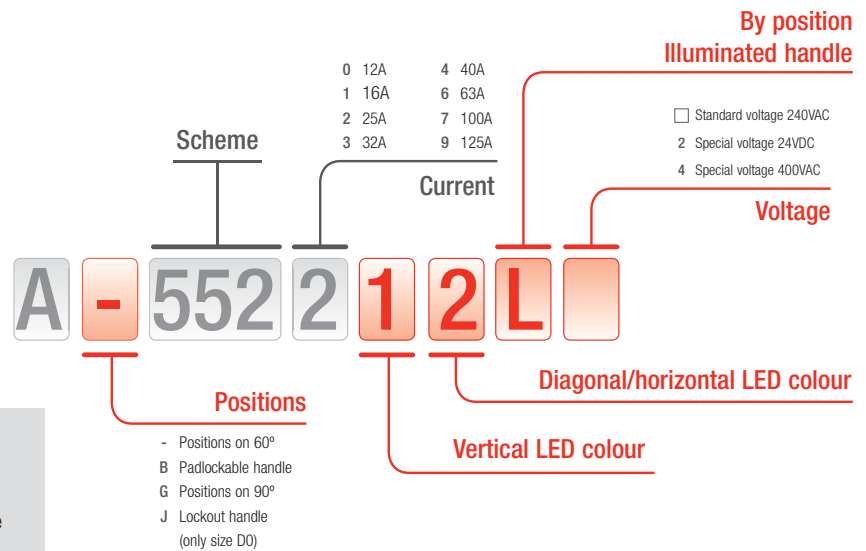 By position
Illuminated handle
0 12A 4 40A
1 16A 6 63A
2 25A 7 100A
3 32A 9 125A
☐ Standard voltage 240VAC
2 Special voltage 24VDC
4 Special voltage 400VAC
Scheme
Current
Voltage
A - 552 2 1 2 L
Diagonal/horizontal LED colour
Positions
Vertical LED colour
- Positions on 60º
B Padlockable handle
G Positions on 90º
J Lockout handle
(only size D0)